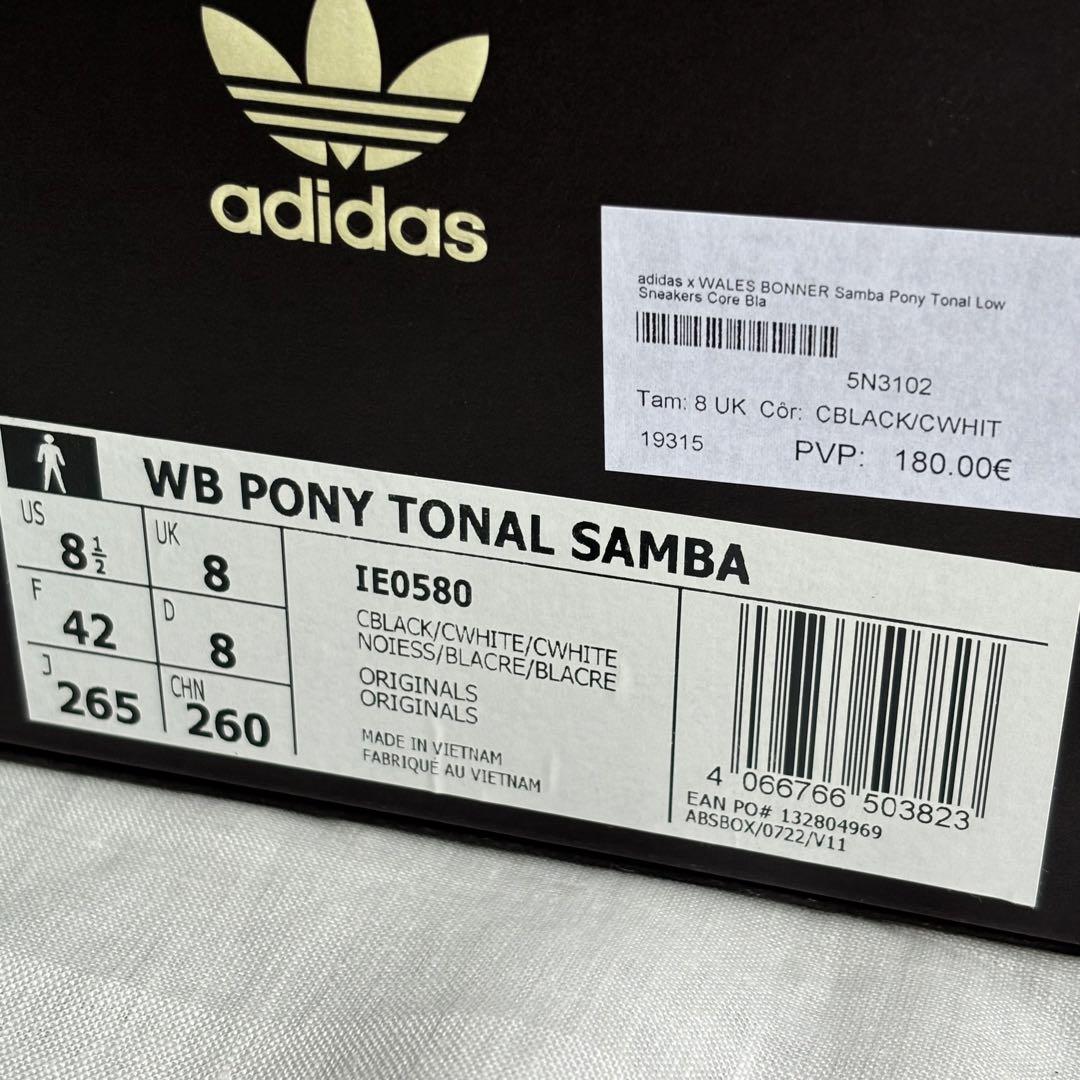 adidas
adidas x WALES BONNER Samba Pony Tonal Low
Sneakers Core Bla
5N3102
Tam: 8 UK Côr: CBLACK/CWHIT
19315 PVP: 180.00€
WB PONY TONAL SAMBA
US 8 1/2 UK 8
F 42 D 8
J 265 CHN 260
IE0580
CBLACK/CWHITE/CWHITE
NOIESS/BLACRE/BLACRE
ORIGINALS
ORIGINALS
MADE IN VIETNAM
FABRIQUÉ AU VIETNAM
4 066766 503823
EAN PO# 132804969
ABSBOX/0722/V11